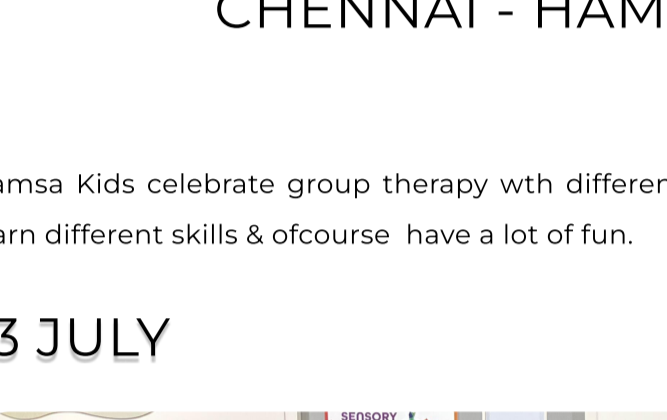 CHENNAI - HAM
amsa Kids celebrate group therapy wth differen
arn different skills & ofcourse have a lot of fun.
3 JULY
SENSORY